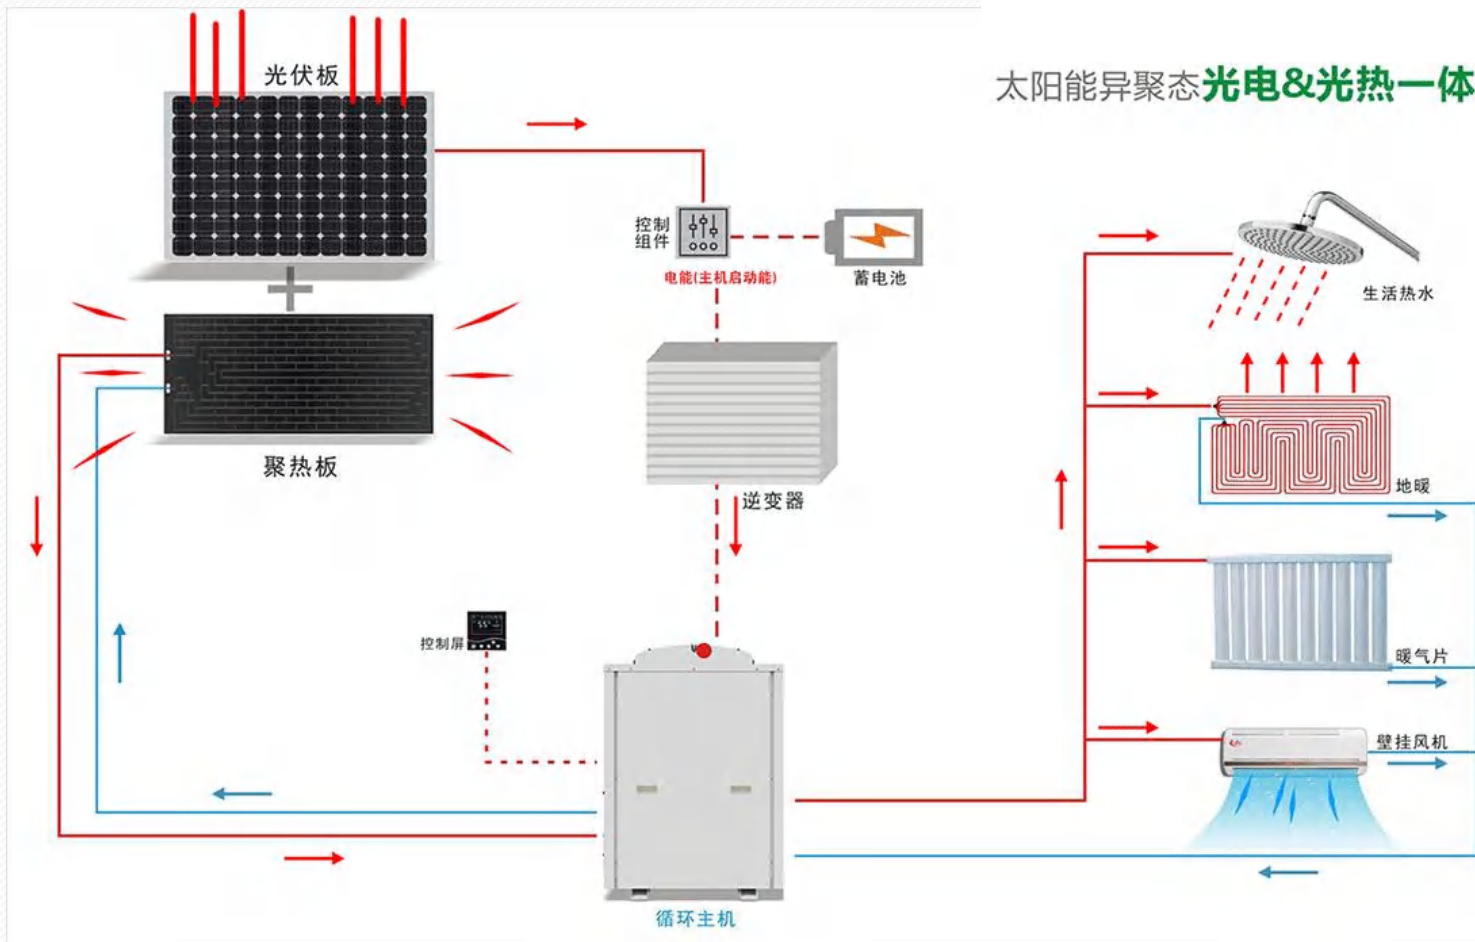 光伏板
太阳能异聚态光电&光热一体
控制
组件
电能(主机启动能)
蓄电池
生活热水
聚热板
逆变器
地暖
控制屏
暖气片
壁挂风机
循环主机